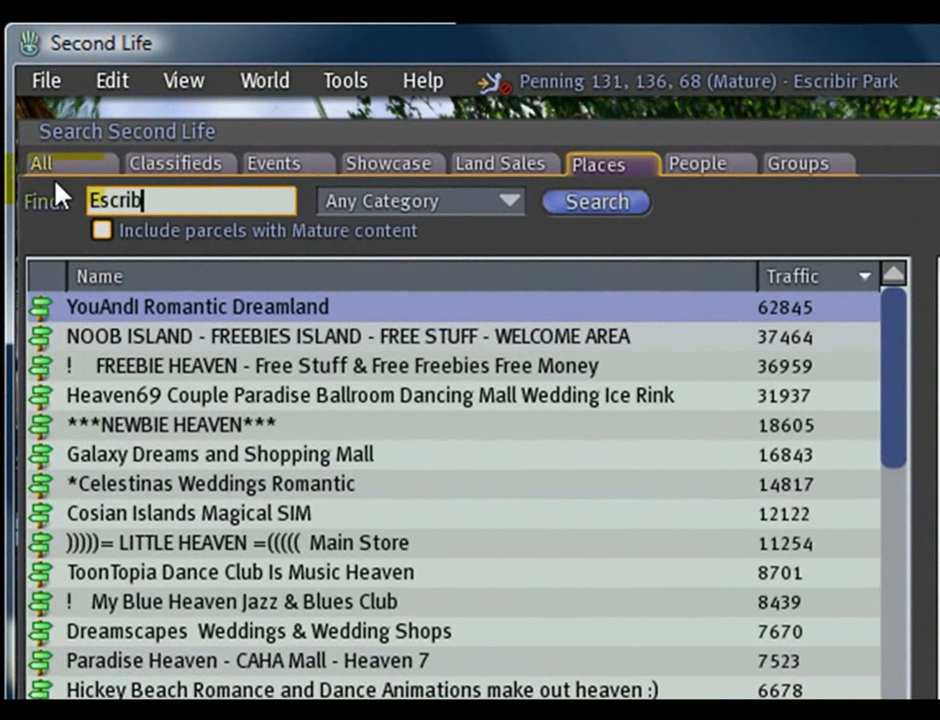 Second Life
File Edit View World Tools Help Penning 131, 136, 68 (Mature) - Escribir Park
Search Second Life
All Classifieds Events Showcase Land Sales Places People Groups
Find Escrib Any Category Search
Include parcels with Mature content
Name Traffic
YouAndI Romantic Dreamland 62845
NOOB ISLAND - FREEBIES ISLAND - FREE STUFF - WELCOME AREA 37464
! FREEBIE HEAVEN - Free Stuff & Free Freebies Free Money 36959
Heaven69 Couple Paradise Ballroom Dancing Mall Wedding Ice Rink 31937
***NEWBIE HEAVEN*** 18605
Galaxy Dreams and Shopping Mall 16843
*Celestinas Weddings Romantic 14817
Cosian Islands Magical SIM 12122
)))))= LITTLE HEAVEN =((((( Main Store 11254
ToonTopia Dance Club Is Music Heaven 8701
! My Blue Heaven Jazz & Blues Club 8439
Dreamscapes Weddings & Wedding Shops 7670
Paradise Heaven - CAHA Mall - Heaven 7 7523
Hickey Beach Romance and Dance Animations make out heaven :) 6678